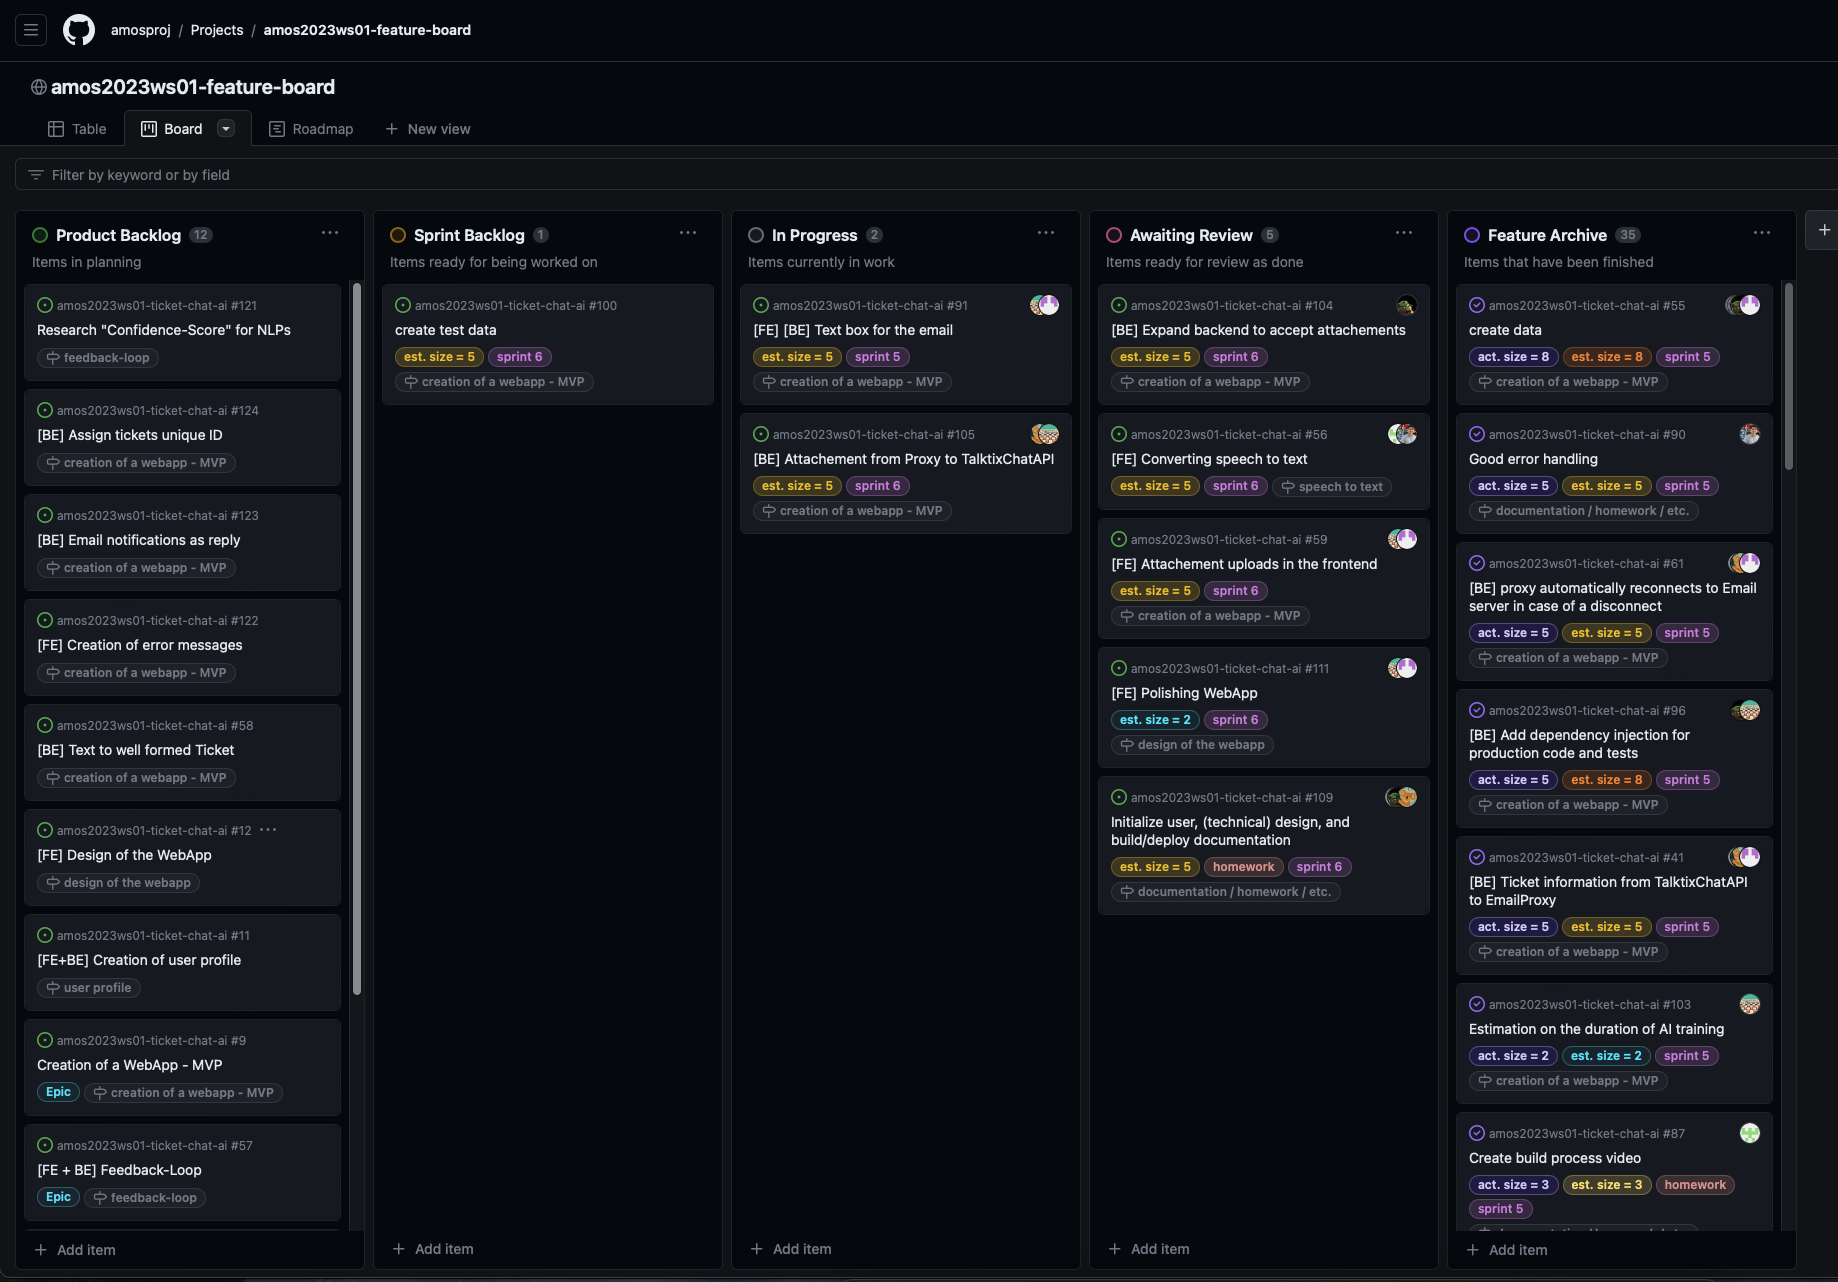 amosproj / Projects / amos2023ws01-feature-board
amos2023ws01-feature-board
Table
Board
Roadmap
New view
Filter by keyword or by field
Product Backlog 12
Items in planning
amos2023ws01-ticket-chat-ai #121
Research "Confidence-Score" for NLPs
feedback-loop
amos2023ws01-ticket-chat-ai #124
[BE] Assign tickets unique ID
creation of a webapp - MVP
amos2023ws01-ticket-chat-ai #123
[BE] Email notifications as reply
creation of a webapp - MVP
amos2023ws01-ticket-chat-ai #122
[FE] Creation of error messages
creation of a webapp - MVP
amos2023ws01-ticket-chat-ai #58
[BE] Text to well formed Ticket
creation of a webapp - MVP
amos2023ws01-ticket-chat-ai #12
[FE] Design of the WebApp
design of the webapp
amos2023ws01-ticket-chat-ai #11
[FE+BE] Creation of user profile
user profile
amos2023ws01-ticket-chat-ai #9
Creation of a WebApp - MVP
Epic creation of a webapp - MVP
amos2023ws01-ticket-chat-ai #57
[FE + BE] Feedback-Loop
Epic feedback-loop
Add item
Sprint Backlog 1
Items ready for being worked on
amos2023ws01-ticket-chat-ai #100
create test data
est. size = 5 sprint 6
creation of a webapp - MVP
Add item
In Progress 2
Items currently in work
amos2023ws01-ticket-chat-ai #91
[FE] [BE] Text box for the email
est. size = 5 sprint 5
creation of a webapp - MVP
amos2023ws01-ticket-chat-ai #105
[BE] Attachement from Proxy to TalktixChatAPI
est. size = 5 sprint 6
creation of a webapp - MVP
Add item
Awaiting Review 5
Items ready for review as done
amos2023ws01-ticket-chat-ai #104
[BE] Expand backend to accept attachements
est. size = 5 sprint 6
creation of a webapp - MVP
amos2023ws01-ticket-chat-ai #56
[FE] Converting speech to text
est. size = 5 sprint 6 speech to text
amos2023ws01-ticket-chat-ai #59
[FE] Attachement uploads in the frontend
est. size = 5 sprint 6
creation of a webapp - MVP
amos2023ws01-ticket-chat-ai #111
[FE] Polishing WebApp
est. size = 2 sprint 6
design of the webapp
amos2023ws01-ticket-chat-ai #109
Initialize user, (technical) design, and
build/deploy documentation
est. size = 5 homework sprint 6
documentation / homework / etc.
Add item
Feature Archive 35
Items that have been finished
amos2023ws01-ticket-chat-ai #55
create data
act. size = 8 est. size = 8 sprint 5
creation of a webapp - MVP
amos2023ws01-ticket-chat-ai #90
Good error handling
act. size = 5 est. size = 5 sprint 5
documentation / homework / etc.
amos2023ws01-ticket-chat-ai #61
[BE] proxy automatically reconnects to Email
server in case of a disconnect
act. size = 5 est. size = 5 sprint 5
creation of a webapp - MVP
amos2023ws01-ticket-chat-ai #96
[BE] Add dependency injection for
production code and tests
act. size = 5 est. size = 8 sprint 5
creation of a webapp - MVP
amos2023ws01-ticket-chat-ai #41
[BE] Ticket information from TalktixChatAPI
to EmailProxy
act. size = 5 est. size = 5 sprint 5
creation of a webapp - MVP
amos2023ws01-ticket-chat-ai #103
Estimation on the duration of AI training
act. size = 2 est. size = 2 sprint 5
creation of a webapp - MVP
amos2023ws01-ticket-chat-ai #87
Create build process video
act. size = 3 est. size = 3 homework
sprint 5
Add item